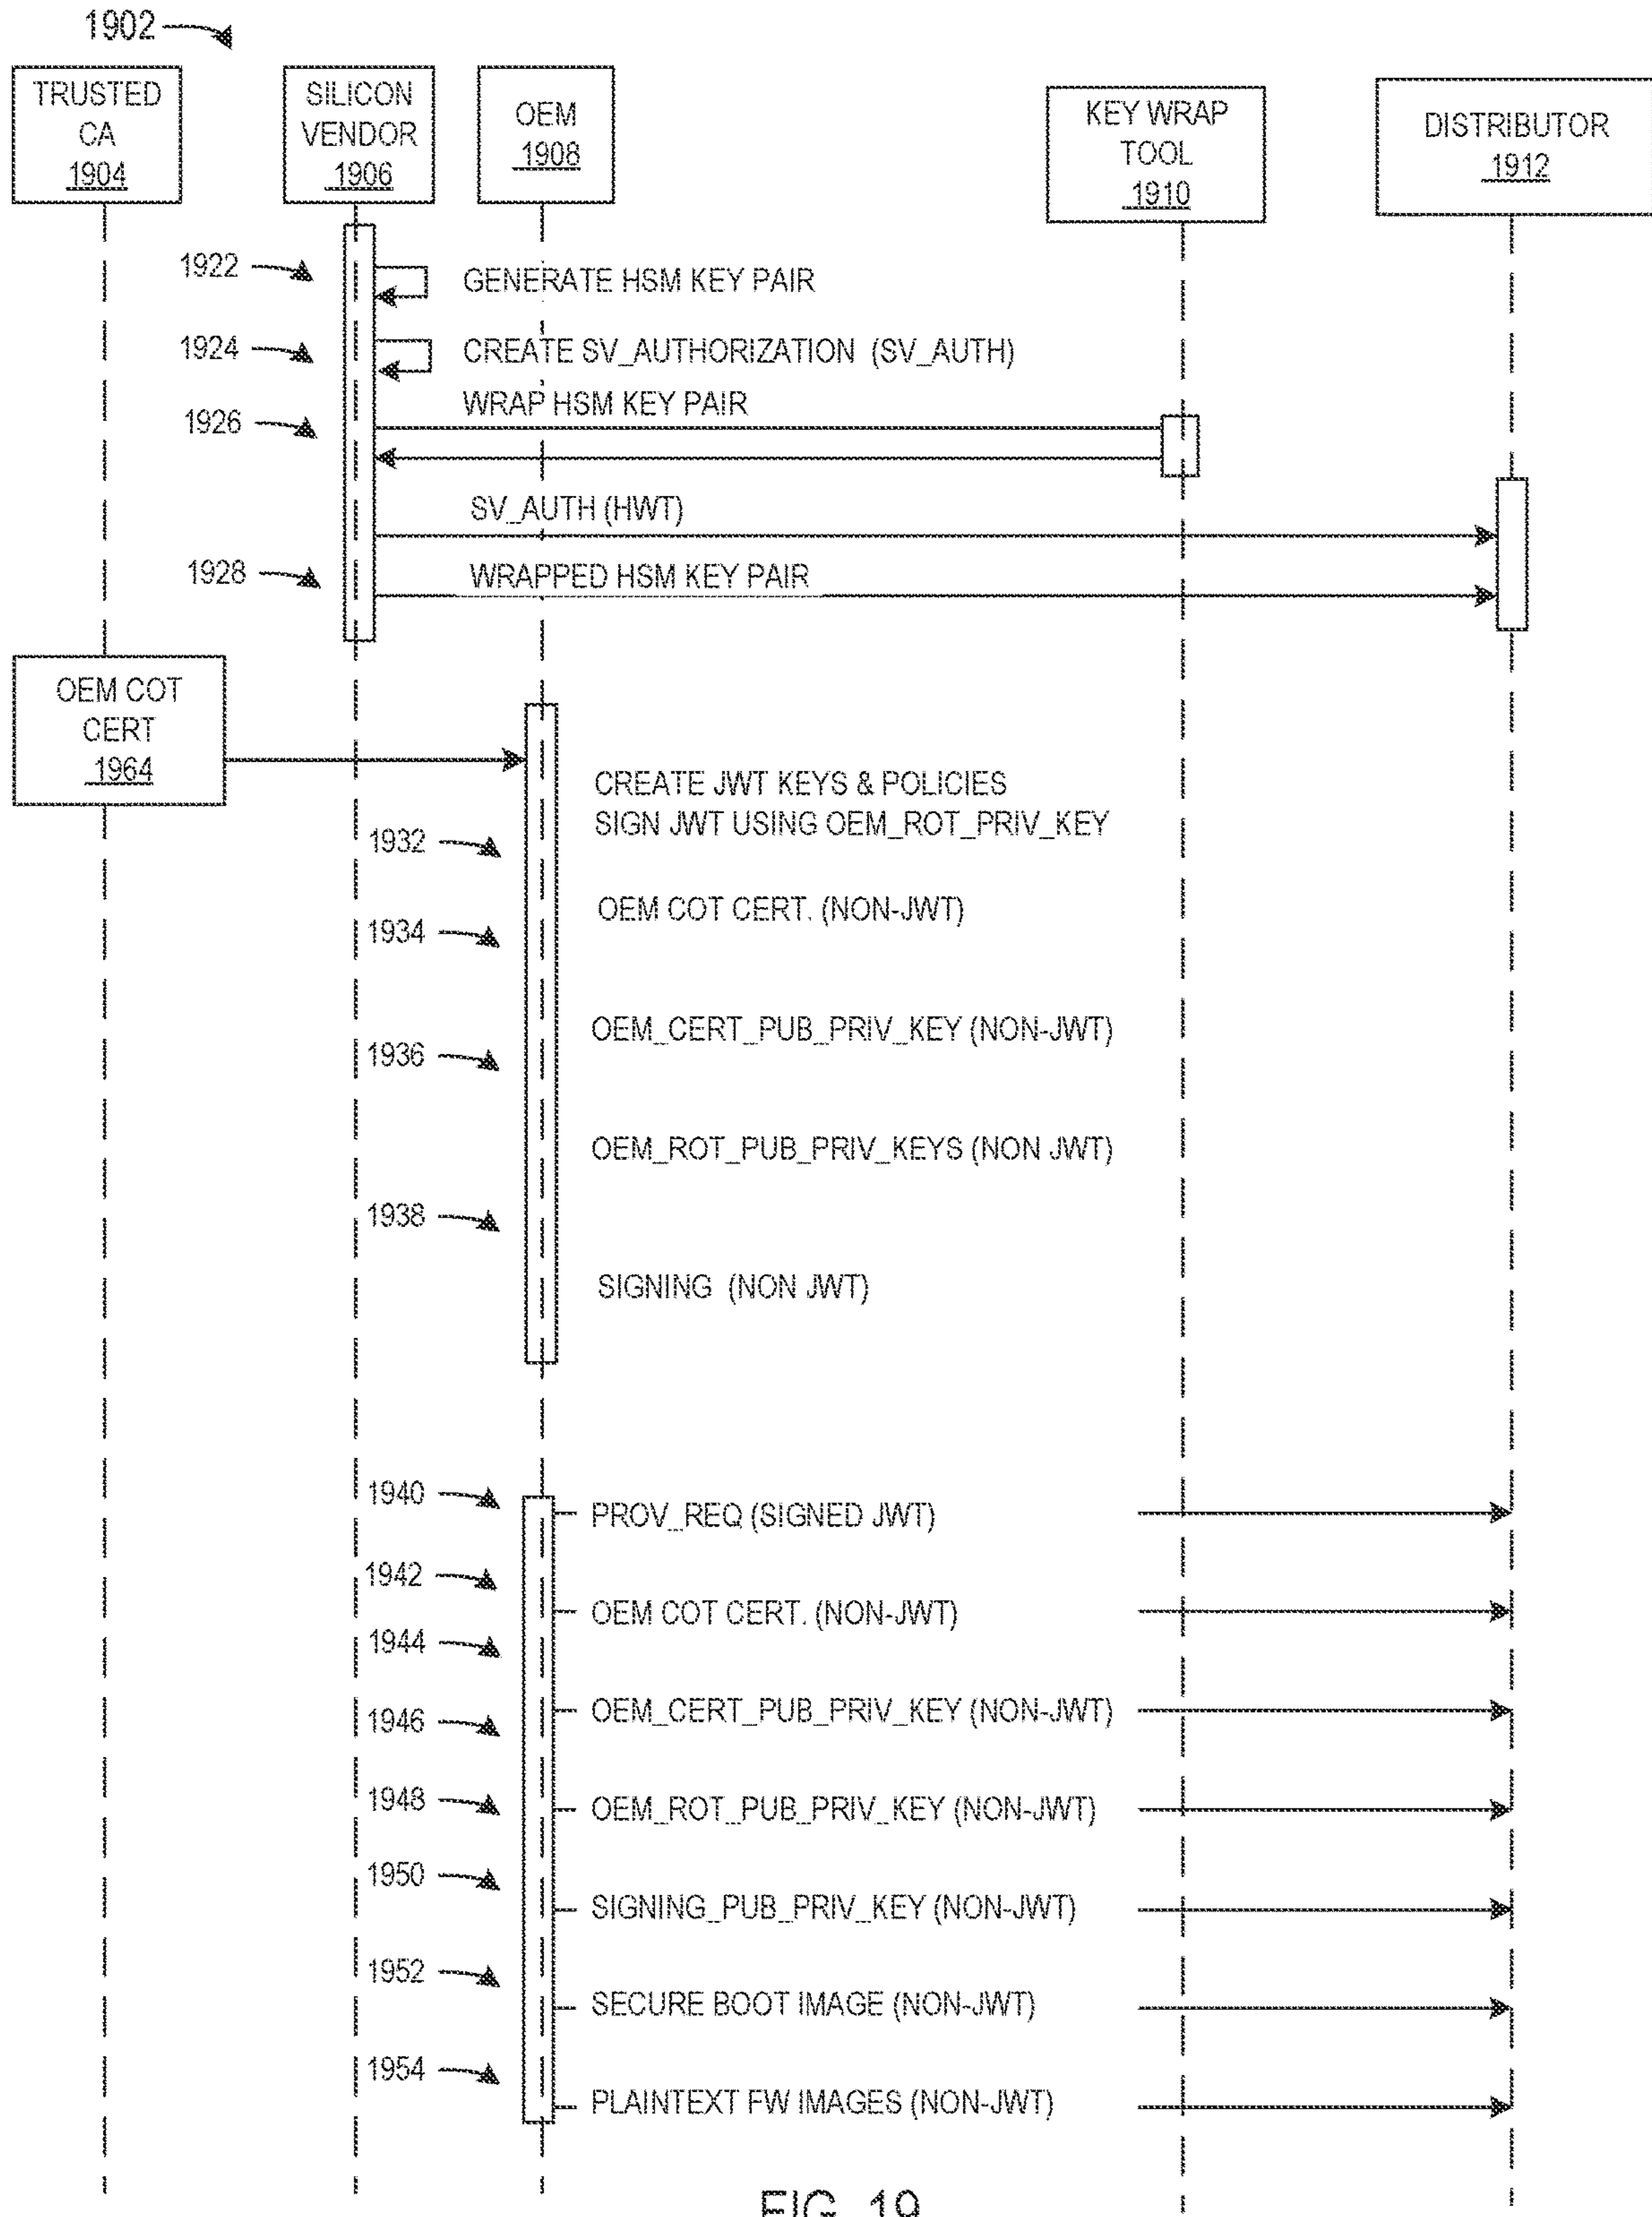 1902
TRUSTED
CA
1904
SILICON
VENDOR
1906
OEM
1908
KEY WRAP
TOOL
1910
DISTRIBUTOR
1912
1922
GENERATE HSM KEY PAIR
1924
CREATE SV_AUTHORIZATION (SV_AUTH)
WRAP HSM KEY PAIR
1926
SV_AUTH (HWT)
1928
WRAPPED HSM KEY PAIR
OEM COT
CERT
1964
CREATE JWT KEYS & POLICIES
SIGN JWT USING OEM_ROT_PRIV_KEY
1932
OEM COT CERT. (NON-JWT)
1934
OEM_CERT_PUB_PRIV_KEY (NON-JWT)
1936
OEM_ROT_PUB_PRIV_KEYS (NON JWT)
1938
SIGNING (NON JWT)
1940
PROV_REQ (SIGNED JWT)
1942
OEM COT CERT. (NON-JWT)
1944
OEM_CERT_PUB_PRIV_KEY (NON-JWT)
1946
1948
OEM_ROT_PUB_PRIV_KEY (NON-JWT)
1950
SIGNING_PUB_PRIV_KEY (NON-JWT)
1952
SECURE BOOT IMAGE (NON-JWT)
1954
PLAINTEXT FW IMAGES (NON-JWT)
FIG. 19